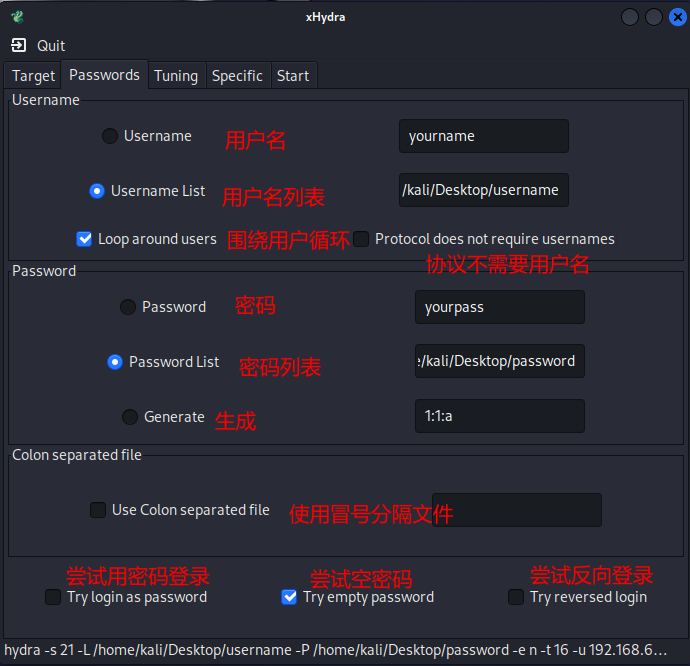 xHydra
Quit
Target Passwords Tuning Specific Start
Username
Username 用户名 yourname
Username List 用户名列表 /kali/Desktop/username
Loop around users 围绕用户循环 Protocol does not require usernames
协议不需要用户名
Password
Password 密码 yourpass
Password List 密码列表 e/kali/Desktop/password
Generate 生成 1:1:a
Colon separated file
Use Colon separated file 使用冒号分隔文件
尝试用密码登录 尝试空密码 尝试反向登录
Try login as password Try empty password Try reversed login
hydra -s 21 -L /home/kali/Desktop/username -P /home/kali/Desktop/password -e n -t 16 -u 192.168.6...